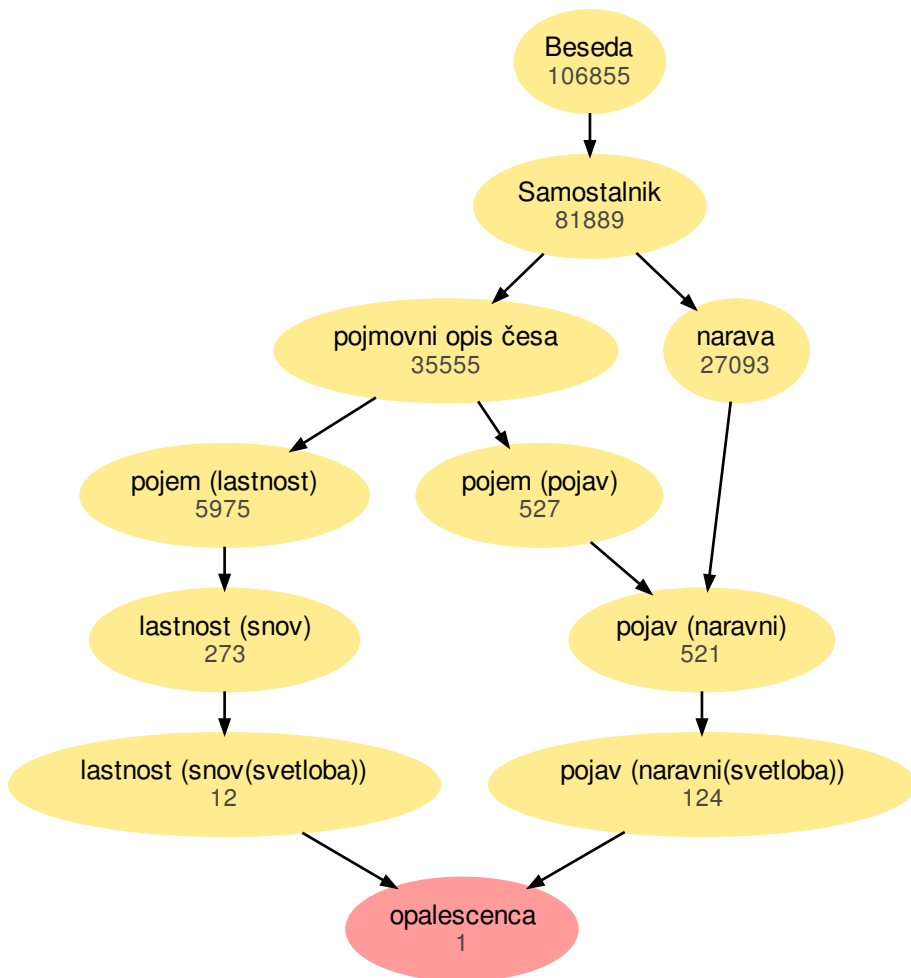 Beseda
106855
Samostalnik
81889
pojmovni opis česa
35555
narava
27093
pojem (lastnost)
5975
pojem (pojav)
527
lastnost (snov)
273
pojav (naravni)
521
lastnost (snov(svetloba))
12
pojav (naravni(svetloba))
124
opalescenca
1